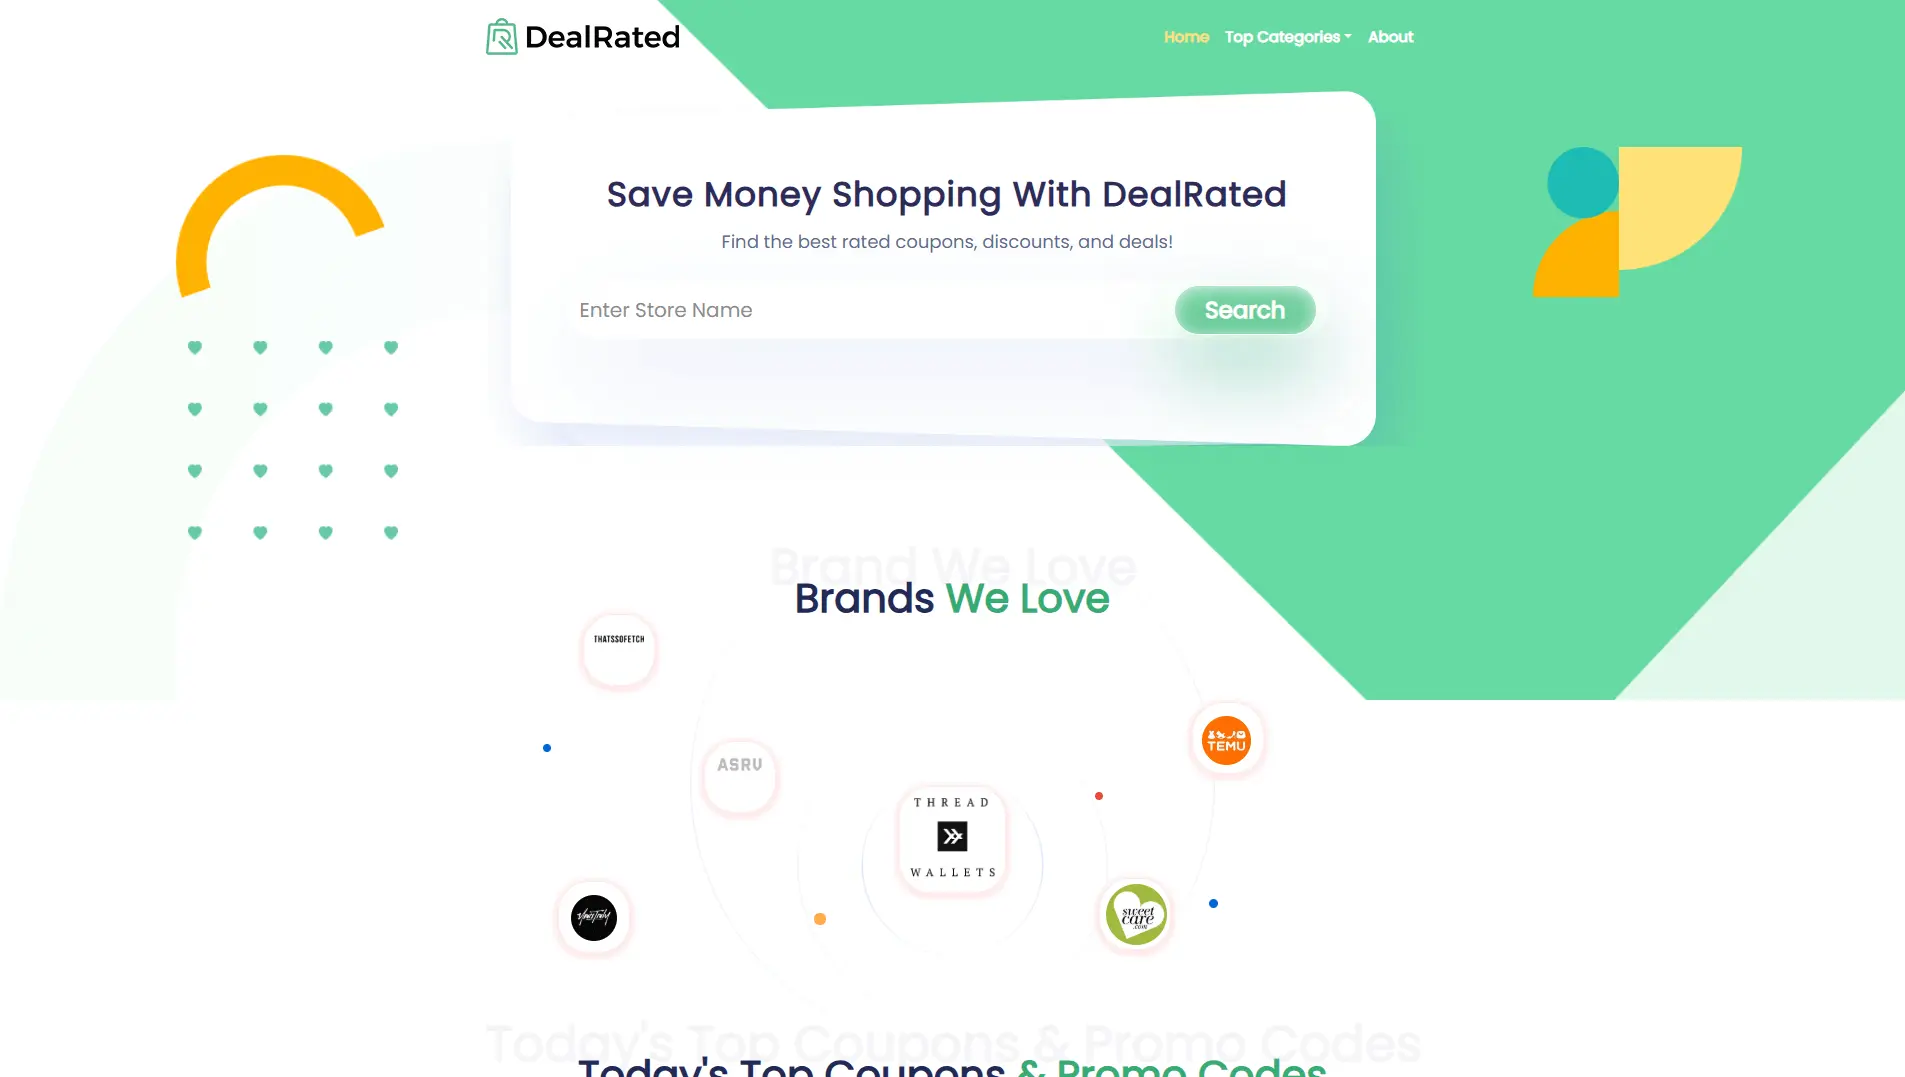 DealRated
Home Top Categories About
Save Money Shopping With DealRated
Find the best rated coupons, discounts, and deals!
Enter Store Name
Search
Brand We Love
Brands We Love
THATSSOFETCH
TEMU
ASRV
THREAD
WALLETS
sweet
care
.com
Today's Top Coupons & Promo Codes
Today's Top Coupons & Promo Codes